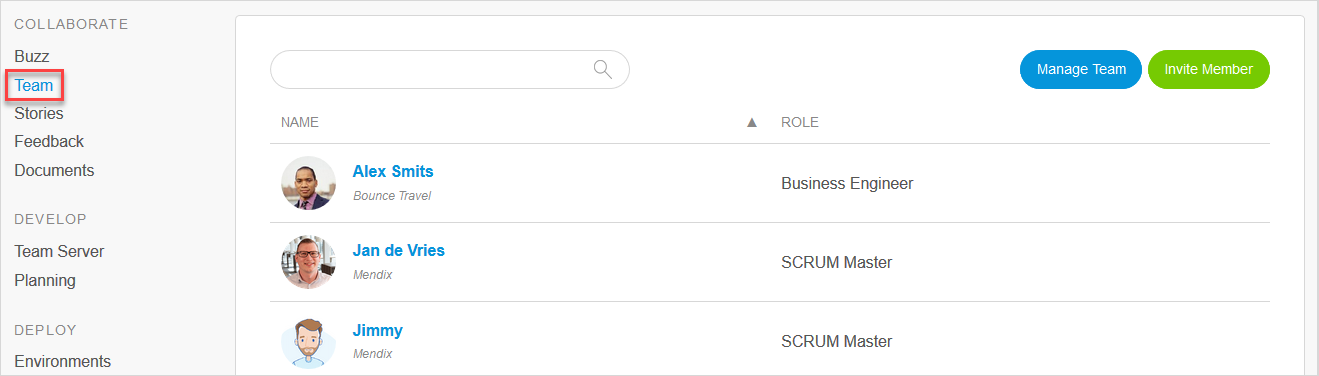 COLLABORATE
Buzz
Team
Stories
Feedback
Documents
DEVELOP
Team Server
Planning
DEPLOY
Environments
Manage Team
Invite Member
NAME ▲ ROLE
Alex Smits
Bounce Travel
Business Engineer
Jan de Vries
Mendix
SCRUM Master
Jimmy
Mendix
SCRUM Master